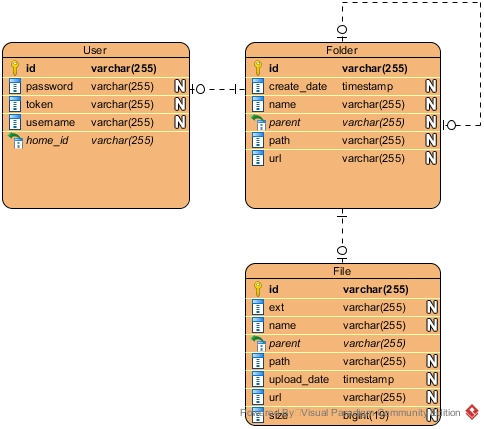 User
id varchar(255)
password varchar(255) N
token varchar(255) N
username varchar(255) N
home_id varchar(255)
Folder
id varchar(255)
create_date timestamp N
name varchar(255) N
parent varchar(255) N
path varchar(255) N
url varchar(255) N
File
id varchar(255)
ext varchar(255) N
name varchar(255) N
parent varchar(255)
path varchar(255) N
upload_date timestamp N
url varchar(255) N
size bigint(19) N
Powered By Visual Paradigm Community Edition